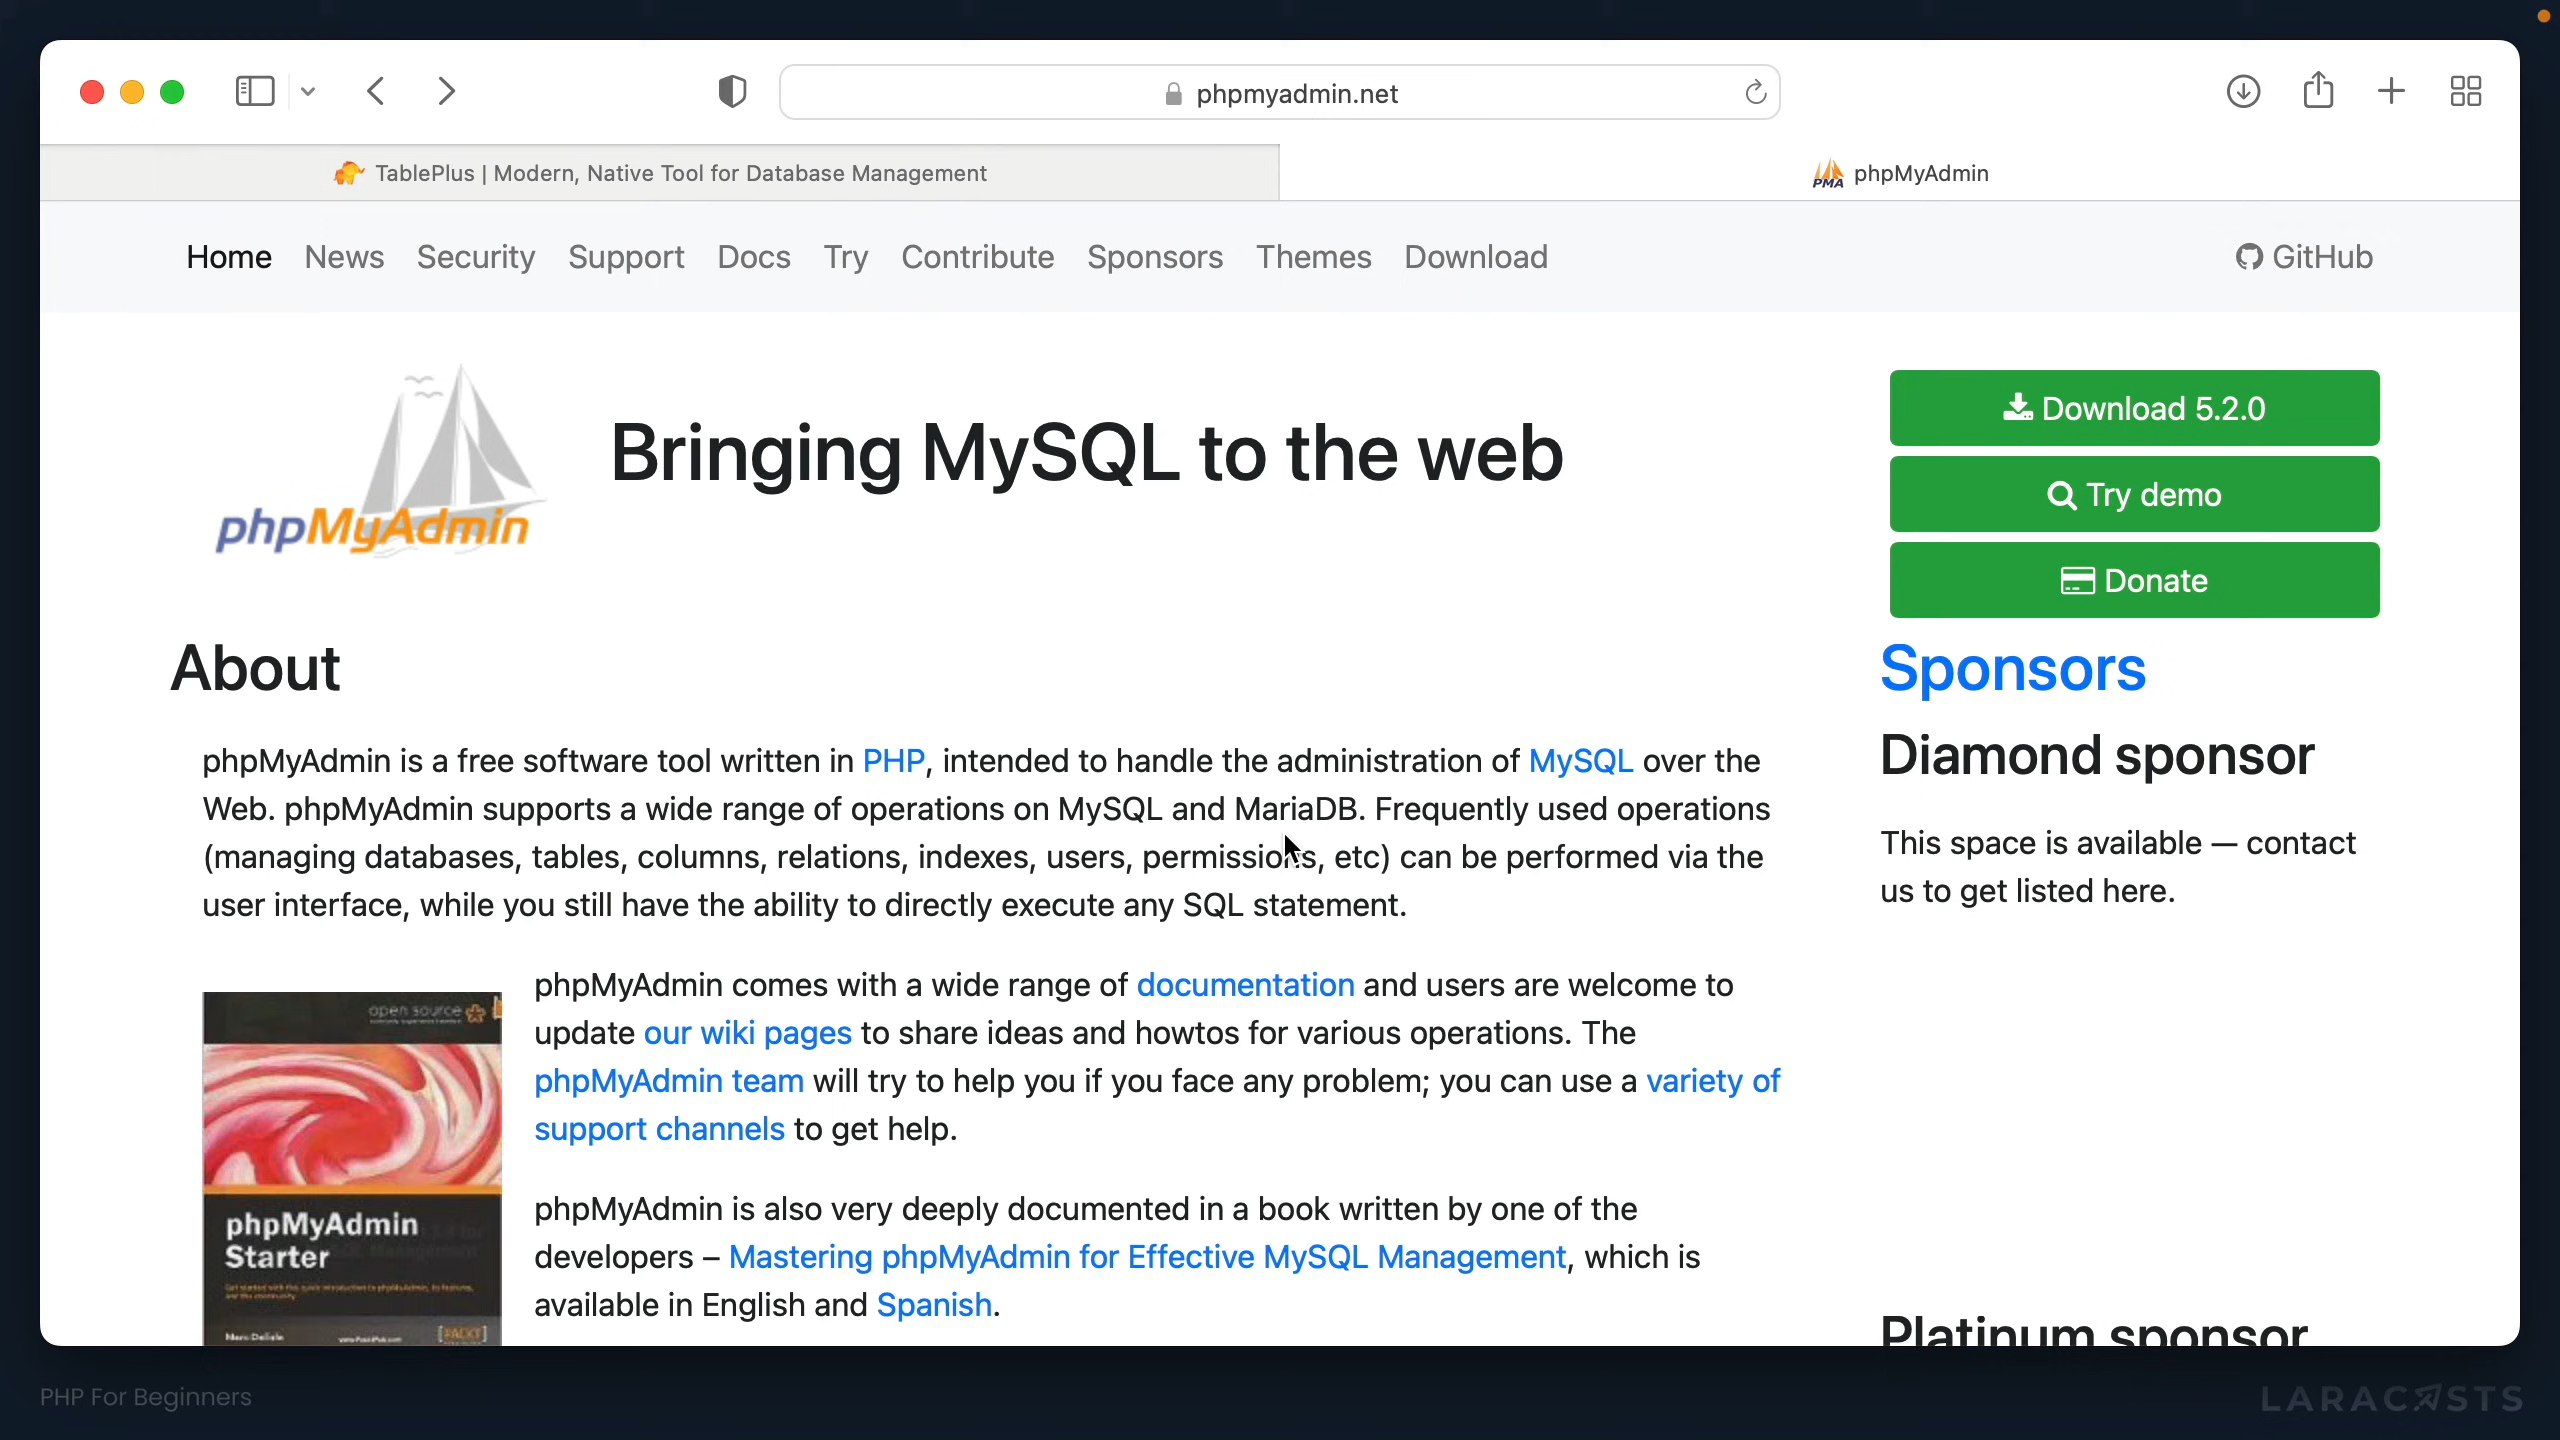 phpmyadmin.net
TablePlus | Modern, Native Tool for Database Management
PMA phpMyAdmin
Home News Security Support Docs Try Contribute Sponsors Themes Download GitHub
phpMyAdmin
Bringing MySQL to the web
Download 5.2.0
Try demo
Donate
About
phpMyAdmin is a free software tool written in PHP, intended to handle the administration of MySQL over the
Web. phpMyAdmin supports a wide range of operations on MySQL and MariaDB. Frequently used operations
(managing databases, tables, columns, relations, indexes, users, permissions, etc) can be performed via the
user interface, while you still have the ability to directly execute any SQL statement.
open source
phpMyAdmin
Starter
Marc Delisle
[PACKT]
phpMyAdmin comes with a wide range of documentation and users are welcome to
update our wiki pages to share ideas and howtos for various operations. The
phpMyAdmin team will try to help you if you face any problem; you can use a variety of
support channels to get help.
phpMyAdmin is also very deeply documented in a book written by one of the
developers – Mastering phpMyAdmin for Effective MySQL Management, which is
available in English and Spanish.
Sponsors
Diamond sponsor
This space is available — contact
us to get listed here.
Platinum sponsor
PHP For Beginners
LARACASTS